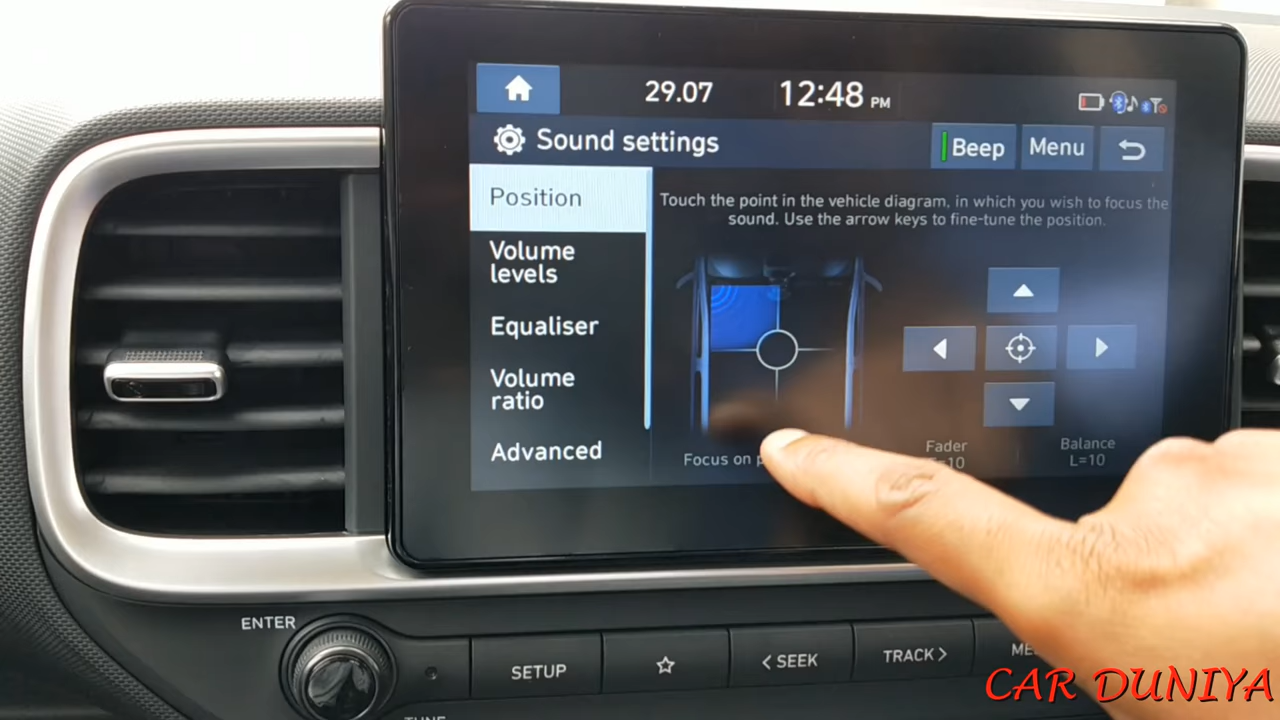 29.07 12:48 PM
Sound settings
Beep Menu
Position
Volume
levels
Equaliser
Volume
ratio
Advanced
Touch the point in the vehicle diagram, in which you wish to focus the
sound. Use the arrow keys to fine-tune the position.
Focus on
Fader
=10
Balance
L=10
ENTER
SETUP
SEEK
TRACK
CAR DUNIYA